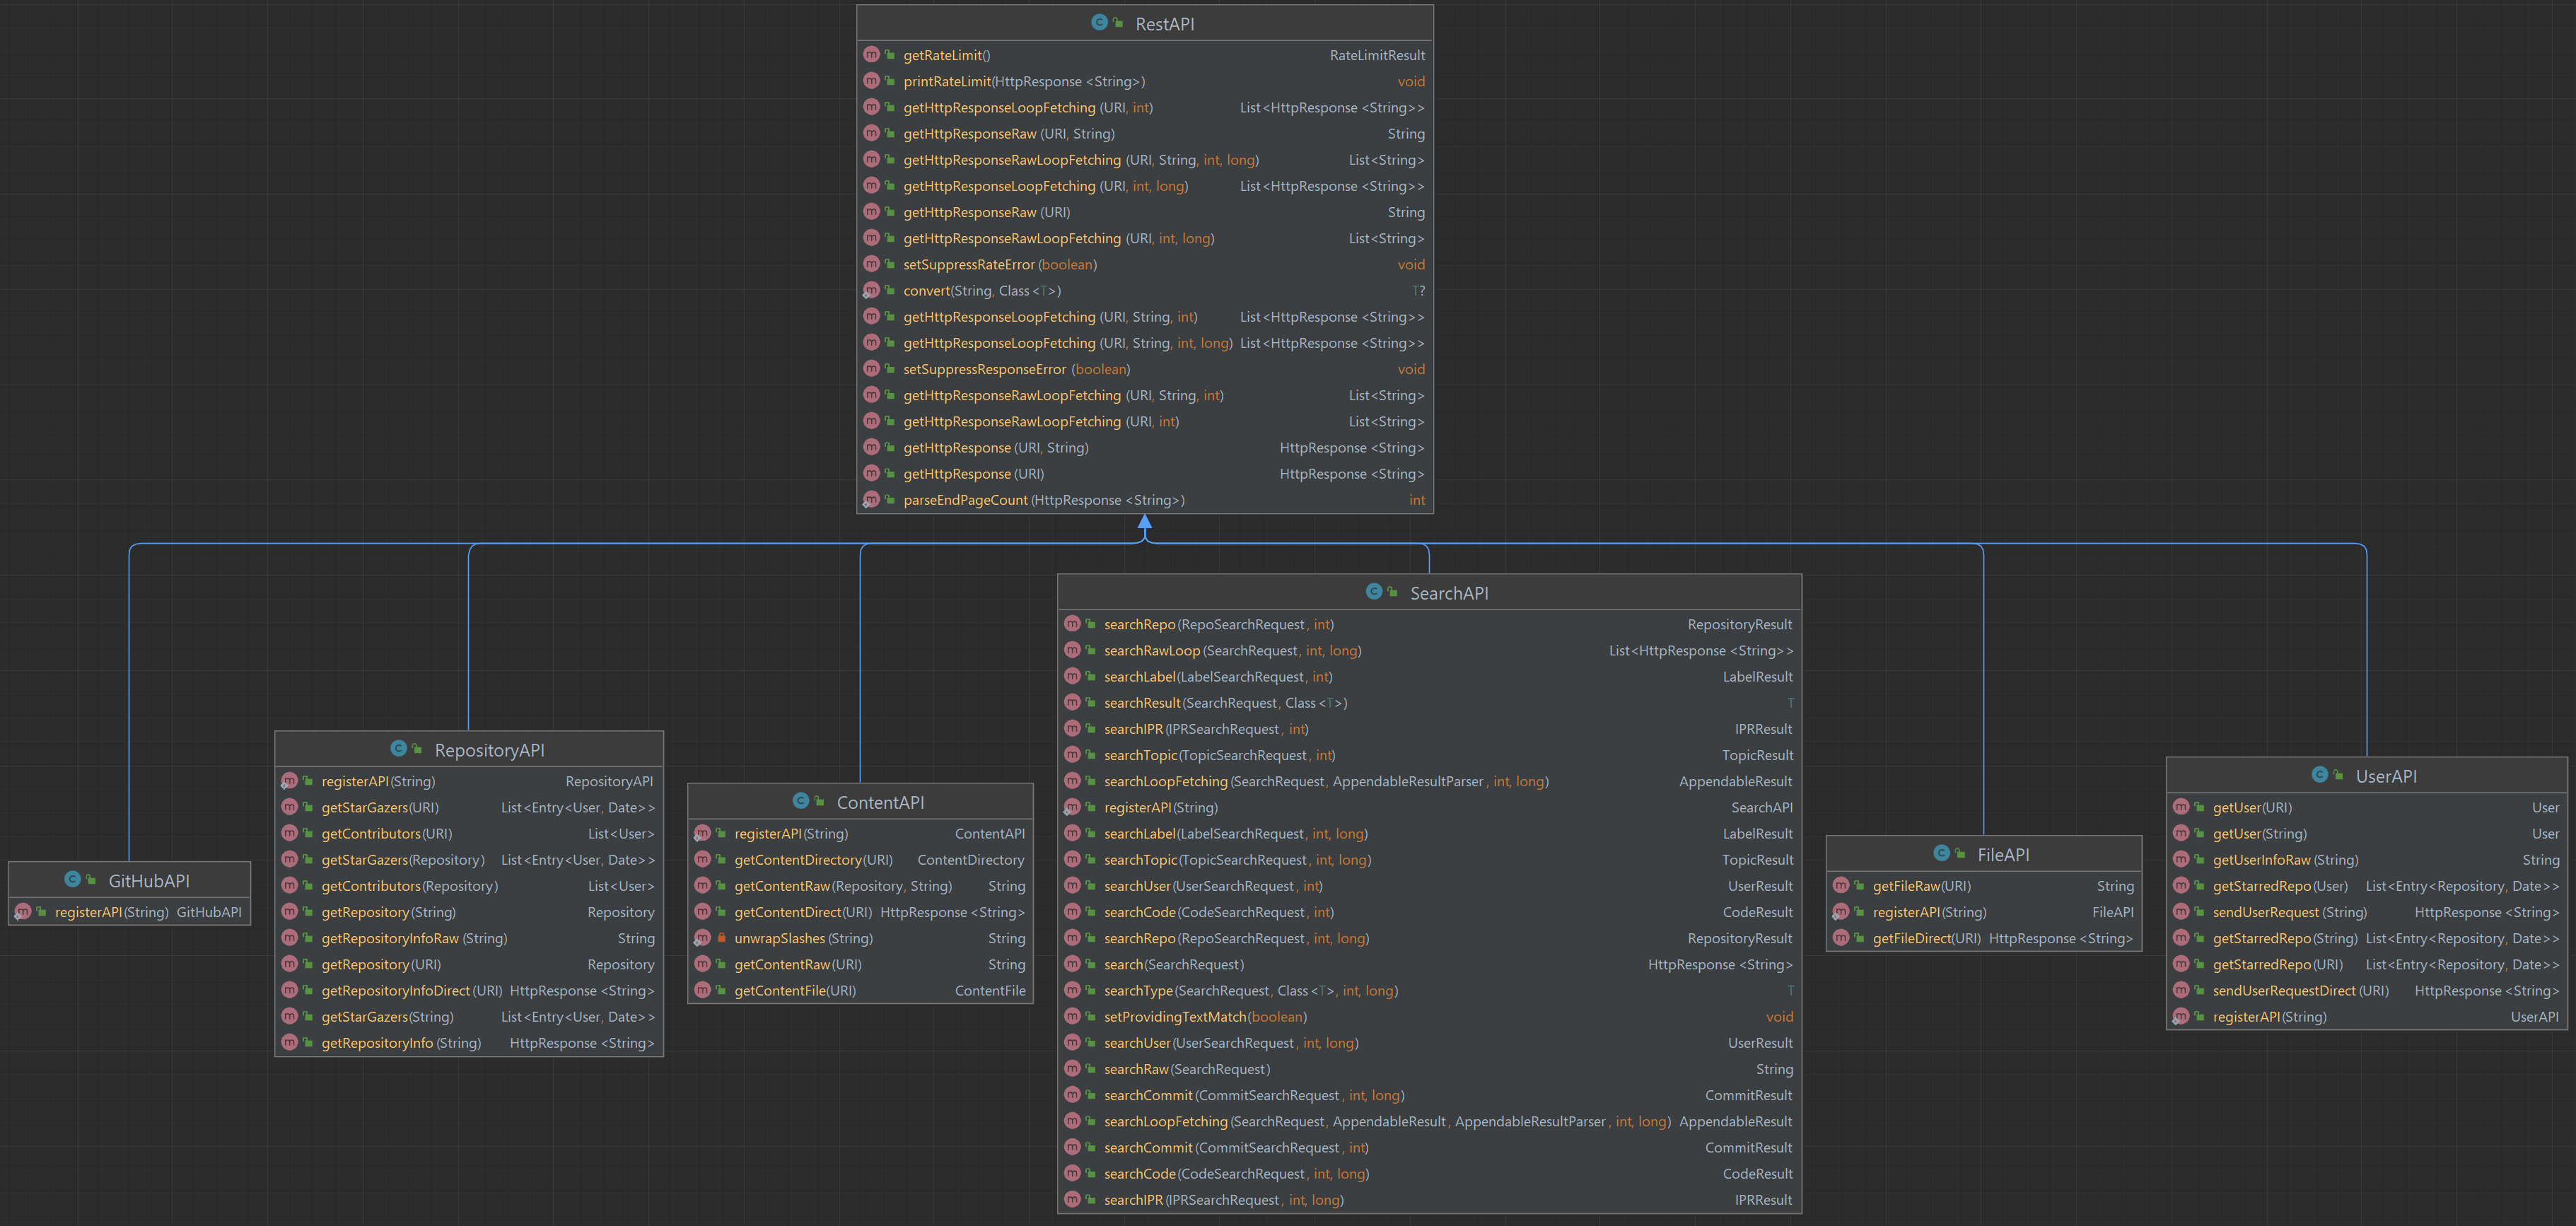 RestAPI
getRateLimit() RateLimitResult
printRateLimit(HttpResponse <String>) void
getHttpResponseLoopFetching (URI, int) List<HttpResponse <String>>
getHttpResponseRaw (URI, String) String
getHttpResponseRawLoopFetching (URI, String, int, long) List<String>
getHttpResponseLoopFetching (URI, int, long) List<HttpResponse <String>>
getHttpResponseRaw (URI) String
getHttpResponseRawLoopFetching (URI, int, long) List<String>
setSuppressRateError (boolean) void
convert(String, Class <T>) T?
getHttpResponseLoopFetching (URI, String, int) List<HttpResponse <String>>
getHttpResponseLoopFetching (URI, String, int, long) List<HttpResponse <String>>
setSuppressResponseError (boolean) void
getHttpResponseRawLoopFetching (URI, String, int) List<String>
getHttpResponseRawLoopFetching (URI, int) List<String>
getHttpResponse (URI, String) HttpResponse <String>
getHttpResponse (URI) HttpResponse <String>
parseEndPageCount (HttpResponse <String>) int
GitHubAPI
registerAPI(String) GitHubAPI
RepositoryAPI
registerAPI(String) RepositoryAPI
getStarGazers(URI) List<Entry<User, Date>>
getContributors(URI) List<User>
getStarGazers(Repository) List<Entry<User, Date>>
getContributors(Repository) List<User>
getRepository(String) Repository
getRepositoryInfoRaw (String) String
getRepository(URI) Repository
getRepositoryInfoDirect (URI) HttpResponse <String>
getStarGazers(String) List<Entry<User, Date>>
getRepositoryInfo (String) HttpResponse <String>
ContentAPI
registerAPI(String) ContentAPI
getContentDirectory(URI) ContentDirectory
getContentRaw(Repository, String) String
getContentDirect(URI) HttpResponse <String>
unwrapSlashes (String) String
getContentRaw(URI) String
getContentFile(URI) ContentFile
SearchAPI
searchRepo(RepoSearchRequest, int) RepositoryResult
searchRawLoop (SearchRequest, int, long) List<HttpResponse <String>>
searchLabel(LabelSearchRequest, int) LabelResult
searchResult(SearchRequest, Class <T>) T
searchIPR(IPRSearchRequest, int) IPRResult
searchTopic(TopicSearchRequest, int) TopicResult
searchLoopFetching (SearchRequest, AppendableResultParser, int, long) AppendableResult
registerAPI(String) SearchAPI
searchLabel(LabelSearchRequest, int, long) LabelResult
searchTopic(TopicSearchRequest, int, long) TopicResult
searchUser(UserSearchRequest, int) UserResult
searchCode(CodeSearchRequest, int) CodeResult
searchRepo(RepoSearchRequest, int, long) RepositoryResult
search(SearchRequest) HttpResponse <String>
searchType(SearchRequest, Class <T>, int, long) T
setProvidingTextMatch(boolean) void
searchUser(UserSearchRequest, int, long) UserResult
searchRaw(SearchRequest) String
searchCommit(CommitSearchRequest, int, long) CommitResult
searchLoopFetching (SearchRequest, AppendableResult, AppendableResultParser, int, long) AppendableResult
searchCommit(CommitSearchRequest, int) CommitResult
searchCode(CodeSearchRequest, int, long) CodeResult
searchIPR(IPRSearchRequest, int, long) IPRResult
FileAPI
getFileRaw(URI) String
registerAPI(String) FileAPI
getFileDirect(URI) HttpResponse <String>
UserAPI
getUser(URI) User
getUser(String) User
getUserInfoRaw (String) String
getStarredRepo(User) List<Entry<Repository, Date>>
sendUserRequest (String) HttpResponse <String>
getStarredRepo(String) List<Entry<Repository, Date>>
getStarredRepo(URI) List<Entry<Repository, Date>>
sendUserRequestDirect (URI) HttpResponse <String>
registerAPI(String) UserAPI